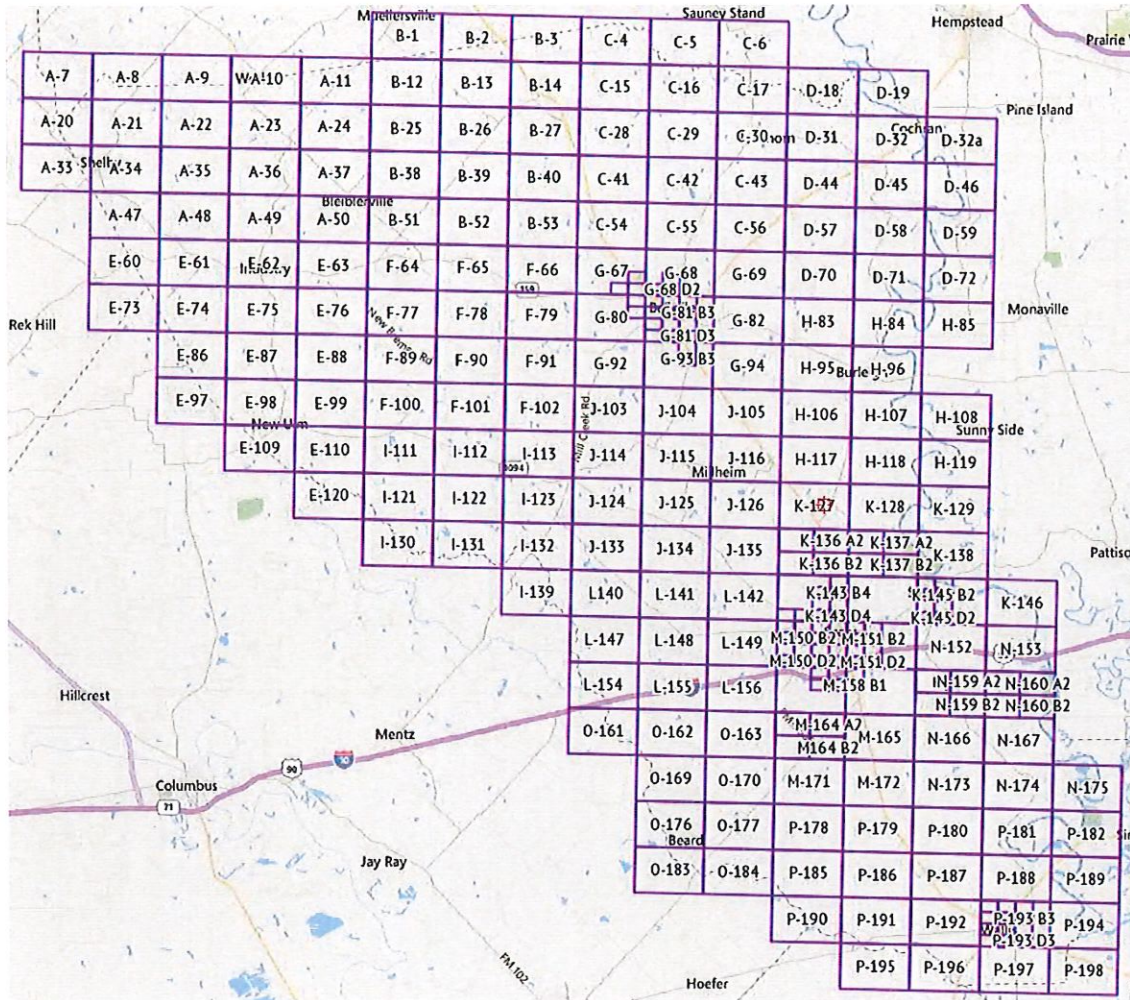 Muellersville
Sauney Stand
Hempstead
B-1 B-2 B-3 C-4 C-5 C-6
Prairie
A-7 A-8 A-9 A-10 A-11 B-12 B-13 B-14 C-15 C-16 C-17 D-18 D-19
Pine Island
A-20 A-21 A-22 A-23 A-24 B-25 B-26 B-27 C-28 C-29 C-30 D-31 D-32 D-32a
Cochran
A-33 A-34 A-35 A-36 A-37 B-38 B-39 B-40 C-41 C-42 C-43 D-44 D-45 D-46
Shelby
Bleiblerville
A-47 A-48 A-49 A-50 B-51 B-52 B-53 C-54 C-55 C-56 D-57 D-58 D-59
E-60 E-61 E-62 E-63 F-64 F-65 F-66 G-67 G-68 G-69 D-70 D-71 D-72
Industry
159
G-68 D2
E-73 E-74 E-75 E-76 F-77 F-78 F-79 G-80 G-81 B3 G-82 H-83 H-84 H-85
Monaville
Rek Hill
New Bremen Rd
G-81 D3
E-86 E-87 E-88 F-89 F-90 F-91 G-92 G-93 B3 G-94 H-95 H-96
Burleigh
E-97 E-98 E-99 F-100 F-101 F-102 J-103 J-104 J-105 H-106 H-107 H-108
Mill Creek Rd
New Ulm
Sunny Side
E-109 E-110 I-111 I-112 I-113 J-114 J-115 J-116 H-117 H-118 H-119
1094
Millheim
E-120 I-121 I-122 I-123 J-124 J-125 J-126 K-127 K-128 K-129
I-130 I-131 I-132 J-133 J-134 J-135 K-136 A2 K-137 A2 K-138
K-136 B2 K-137 B2
Pattiso
I-139 L140 L-141 L-142 K-143 B4 K-145 B2 K-146
K-143 D4 K-145 D2
L-147 L-148 L-149 M-150 B2 M-151 B2 N-152 N-153
M-150 D2 M-151 D2
L-154 L-155 L-156 M-158 B1 N-159 A2 N-160 A2
N-159 B2 N-160 B2
Hillcrest
O-161 O-162 O-163 M-164 A2 M-165 N-166 N-167
M164 B2
Mentz
90
10
Columbus
71
O-169 O-170 M-171 M-172 N-173 N-174 N-175
O-176 O-177 P-178 P-179 P-180 P-181 P-182
Beard
Jay Ray
O-183 O-184 P-185 P-186 P-187 P-188 P-189
P-190 P-191 P-192 P-193 B3 P-194
P-193 D3
FM 102
P-195 P-196 P-197 P-198
Hoefer